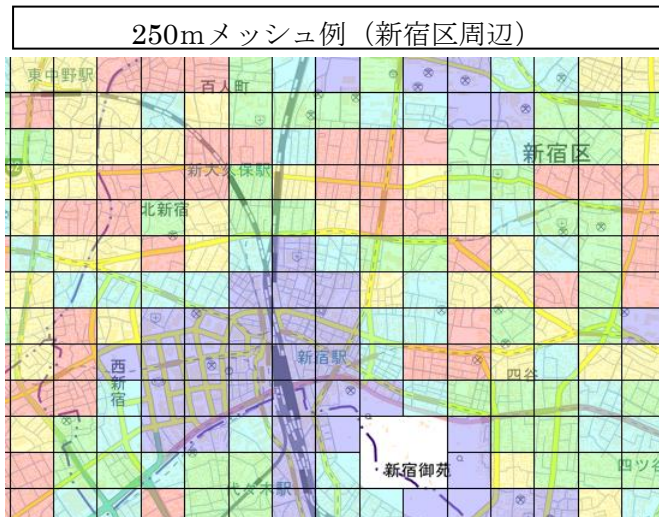 250mメッシュ例（新宿区周辺）
東中野駅
百人町
新宿区
新大久保駅
北新宿
新宿駅
西新宿
四谷
新宿御苑
四ツ谷
代々木駅